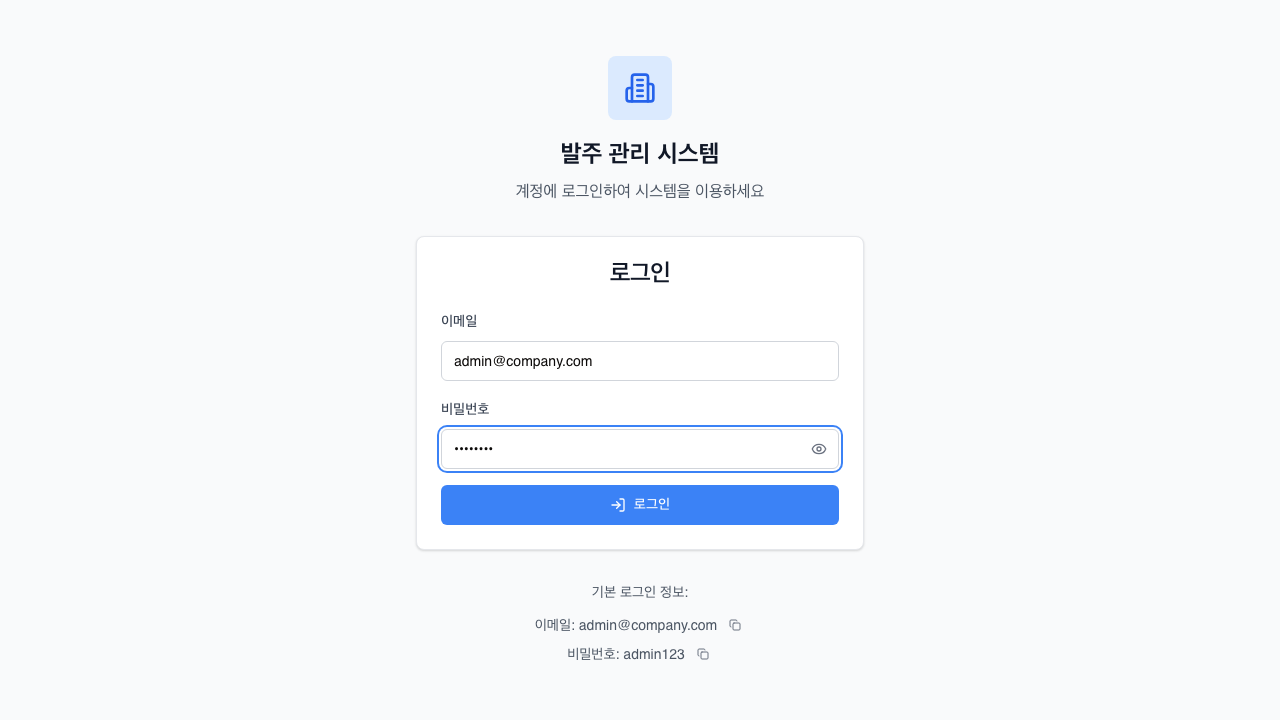 발주 관리 시스템
계정에 로그인하여 시스템을 이용하세요
로그인
이메일
admin@company.com
비밀번호
••••••••
로그인
기본 로그인 정보:
이메일: admin@company.com
비밀번호: admin123